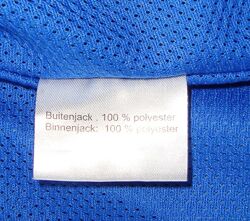 Buitenjack , 100 % polyester
Binnenjack: 100 % polyester